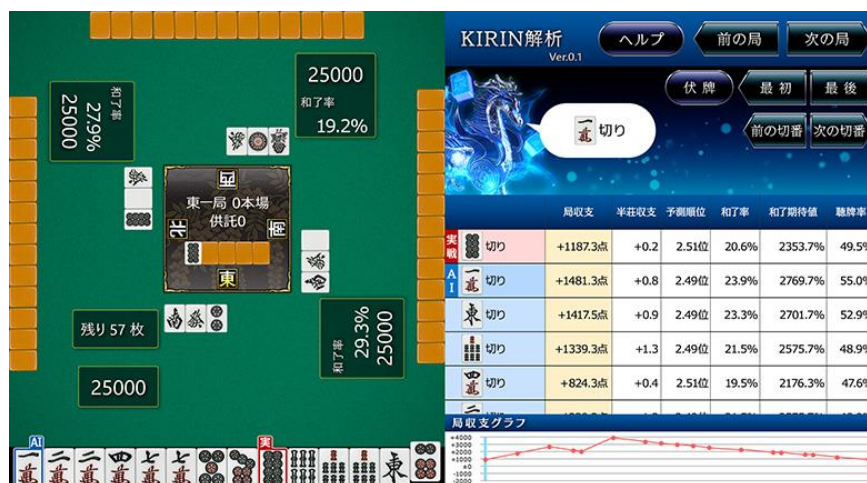 25000
和了率
19.2%
和了率
27.9%
25000
西
東一局 0本場
供託0
北
南
東
残り 57 枚
25000
和了率
29.3%
25000
AI
実
KIRIN解析
Ver.0.1
ヘルプ
前の局
次の局
伏牌
最初
最後
前の切番
次の切番
一萬切り
局収支 半荘収支 予測順位 和了率 和了期待値 聴牌率
実戦 切り +1187.3点 +0.2 2.51位 20.6% 2353.7% 49.5%
AI 一萬 切り +1481.3点 +0.8 2.49位 23.9% 2769.7% 55.0%
東 切り +1417.5点 +0.9 2.49位 23.3% 2701.7% 52.9%
切り +1339.3点 +1.3 2.49位 21.5% 2575.7% 48.9%
四萬 切り +824.3点 +0.4 2.51位 19.5% 2176.3% 47.6%
局収支グラフ
+4000
+3000
+2000
+1000
±0
-1000
-2000